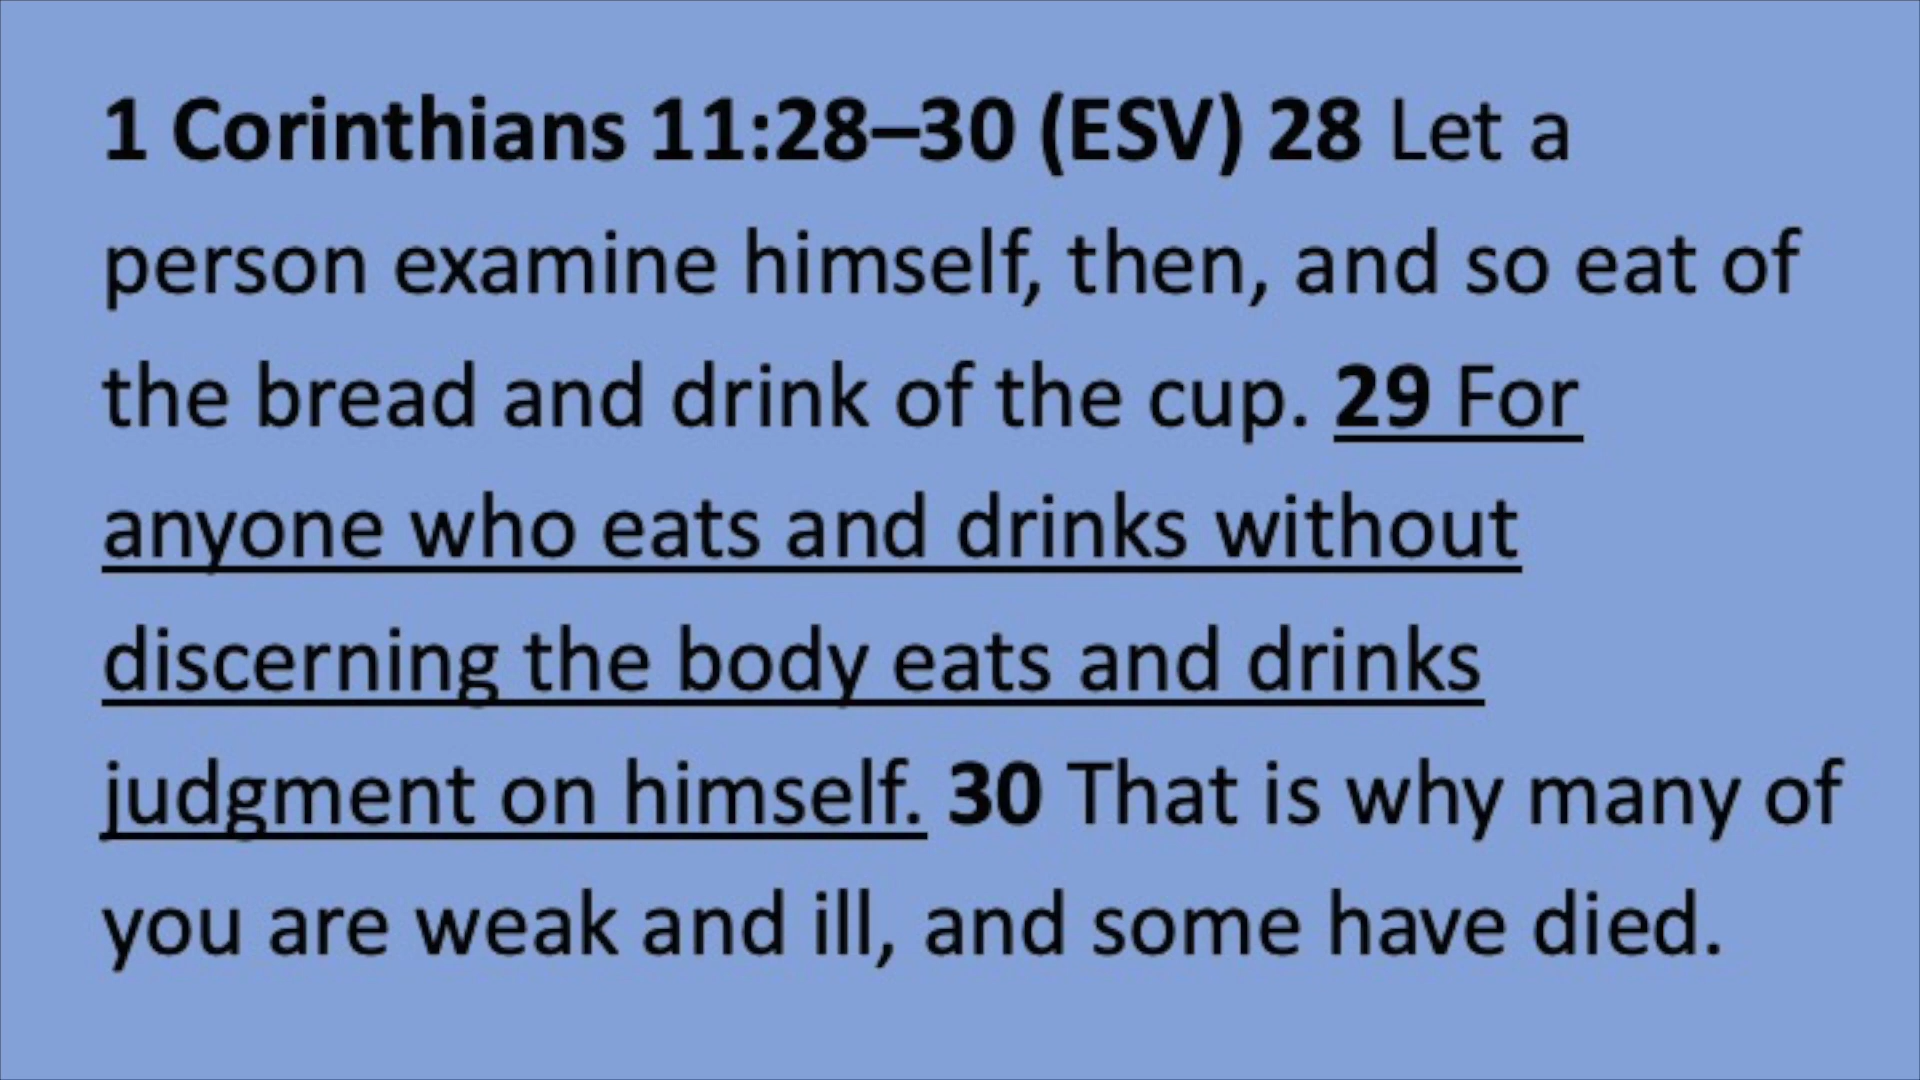 1 Corinthians 11:28–30 (ESV) 28 Let a
person examine himself, then, and so eat of
the bread and drink of the cup. 29 For
anyone who eats and drinks without
discerning the body eats and drinks
judgment on himself. 30 That is why many of
you are weak and ill, and some have died.